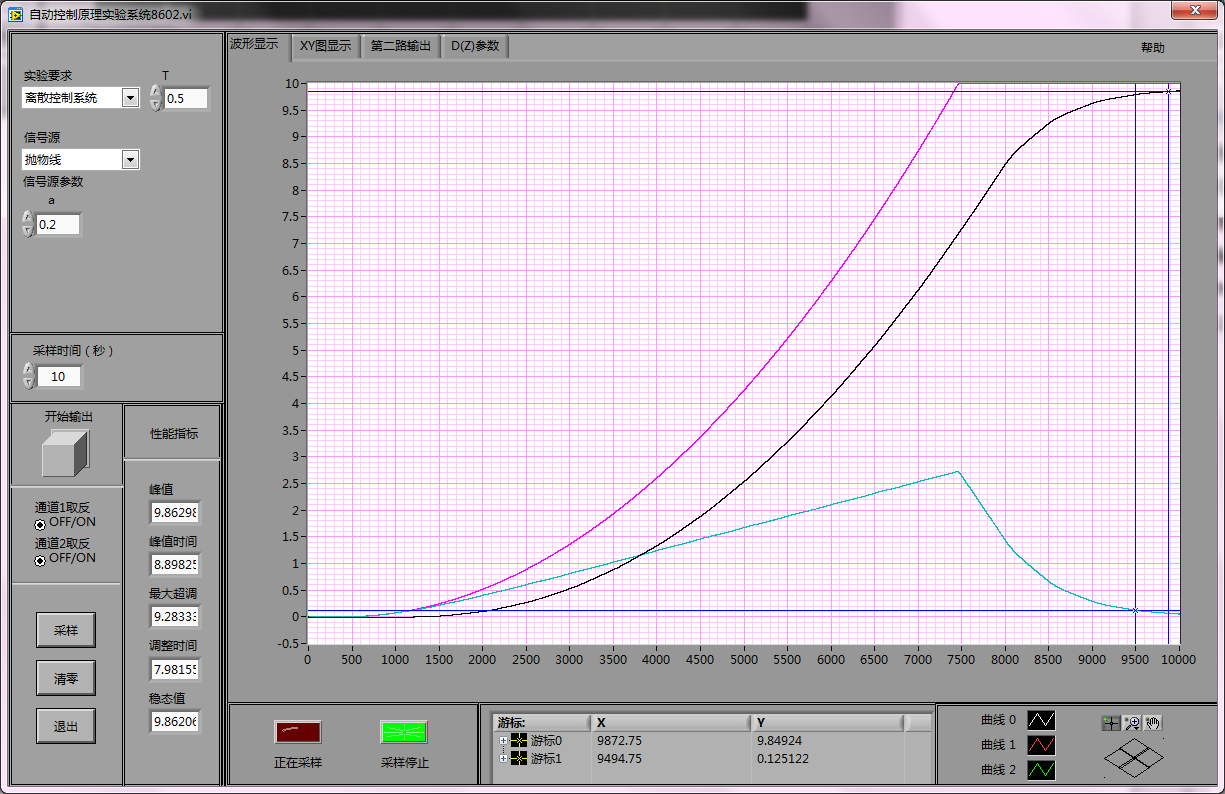 自动控制原理实验系统8602.vi
实验要求
T
离散控制系统
0.5
信号源
抛物线
信号源参数
a
0.2
采样时间（秒）
10
开始输出
通道1取反
OFF/ON
通道2取反
OFF/ON
采样
清零
退出
性能指标
峰值
9.86298
峰值时间
8.89825
最大超调
9.28333
调整时间
7.98155
稳态值
9.86206
波形显示
XY图显示
第二路输出
D(Z)参数
帮助
10
9.5
9
8.5
8
7.5
7
6.5
6
5.5
5
4.5
4
3.5
3
2.5
2
1.5
1
0.5
0
-0.5
0 500 1000 1500 2000 2500 3000 3500 4000 4500 5000 5500 6000 6500 7000 7500 8000 8500 9000 9500 10000
正在采样
采样停止
游标: X Y
游标0 9872.75 9.84924
游标1 9494.75 0.125122
曲线 0
曲线 1
曲线 2